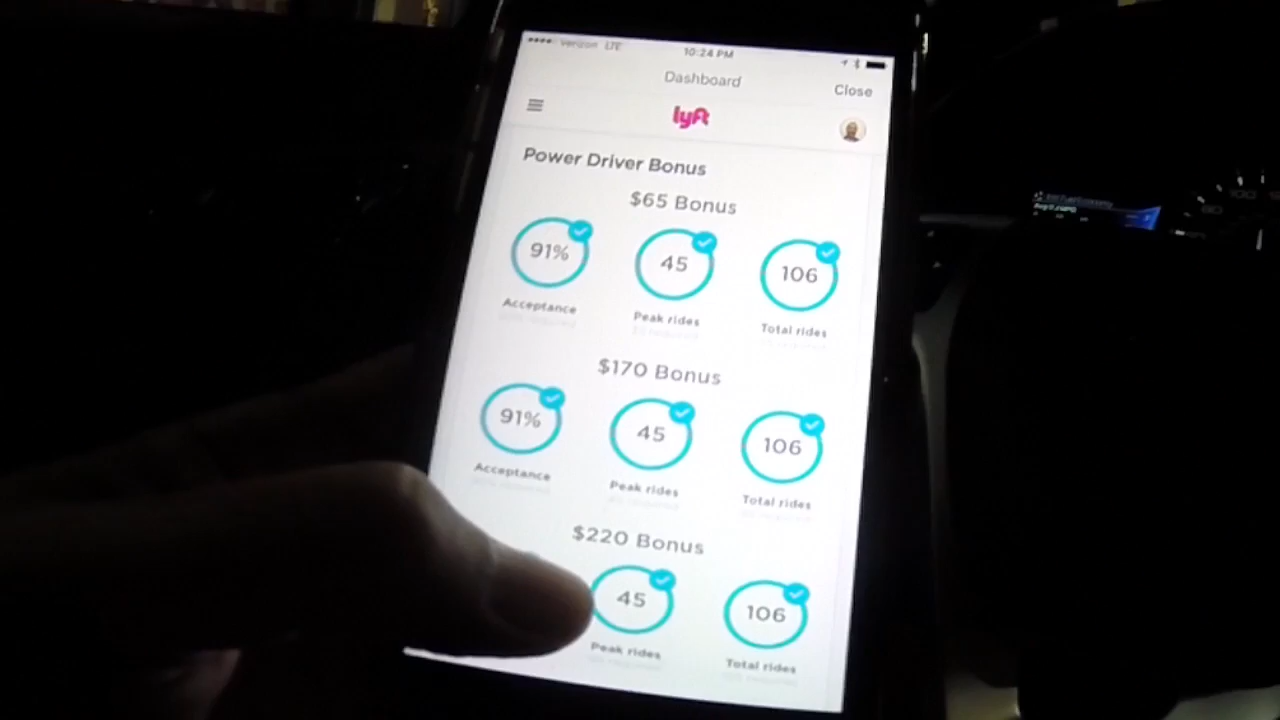 verizon LTE 10:24 PM
Dashboard Close
lyft
Power Driver Bonus
$65 Bonus
91% 45 106
Acceptance Peak rides Total rides
$170 Bonus
91% 45 106
Acceptance Peak rides Total rides
$220 Bonus
45 106
Peak rides Total rides